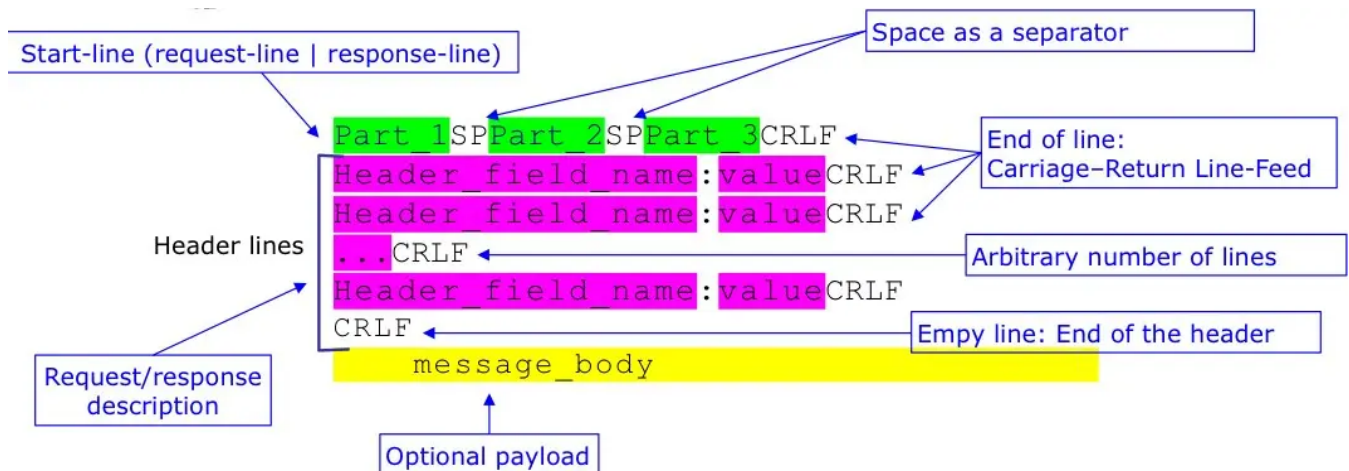 Start-line (request-line | response-line)
Space as a separator
Part_1SPPart_2SPPart_3CRLF
End of line:
Carriage–Return Line-Feed
Header_field_name:valueCRLF
Header_field_name:valueCRLF
Header lines
...CRLF
Arbitrary number of lines
Header_field_name:valueCRLF
CRLF
Empy line: End of the header
message_body
Request/response
description
Optional payload